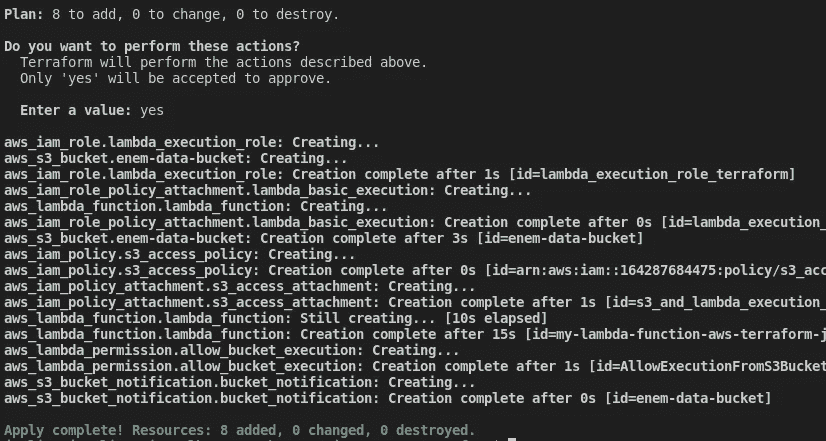 Plan: 8 to add, 0 to change, 0 to destroy.
Do you want to perform these actions?
Terraform will perform the actions described above.
Only 'yes' will be accepted to approve.
Enter a value: yes
aws_iam_role.lambda_execution_role: Creating...
aws_s3_bucket.enem-data-bucket: Creating...
aws_iam_role.lambda_execution_role: Creation complete after 1s [id=lambda_execution_role_terraform]
aws_iam_role_policy_attachment.lambda_basic_execution: Creating...
aws_lambda_function.lambda_function: Creating...
aws_iam_role_policy_attachment.lambda_basic_execution: Creation complete after 0s [id=lambda_execution_
aws_s3_bucket.enem-data-bucket: Creation complete after 3s [id=enem-data-bucket]
aws_iam_policy.s3_access_policy: Creating...
aws_iam_policy.s3_access_policy: Creation complete after 0s [id=arn:aws:iam::164287684475:policy/s3_acc
aws_iam_policy_attachment.s3_access_attachment: Creating...
aws_iam_policy_attachment.s3_access_attachment: Creation complete after 1s [id=s3_and_lambda_execution_
aws_lambda_function.lambda_function: Still creating... [10s elapsed]
aws_lambda_function.lambda_function: Creation complete after 15s [id=my-lambda-function-aws-terraform-j
aws_lambda_permission.allow_bucket_execution: Creating...
aws_lambda_permission.allow_bucket_execution: Creation complete after 1s [id=AllowExecutionFromS3Bucket
aws_s3_bucket_notification.bucket_notification: Creating...
aws_s3_bucket_notification.bucket_notification: Creation complete after 0s [id=enem-data-bucket]
Apply complete! Resources: 8 added, 0 changed, 0 destroyed.